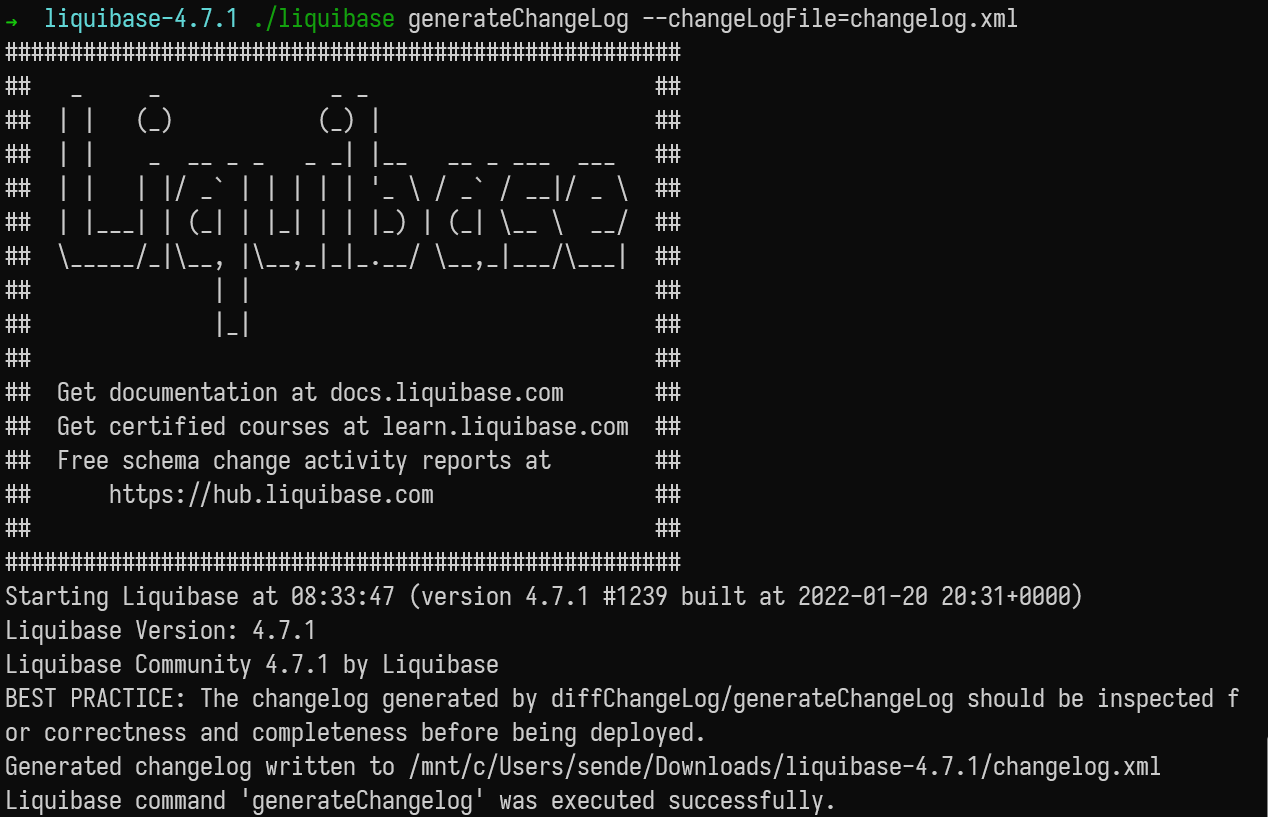 →  liquibase-4.7.1 ./liquibase generateChangeLog --changeLogFile=changelog.xml
####################################################
##   _     _             _ _                      ##
##  | |   (_)           (_) |                     ##
##  | |    _  __ _ _   _ _| |__   __ _ ___  ___   ##
##  | |   | |/ _` | | | | | '_ \ / _` / __|/ _ \  ##
##  | |___| | (_| | |_| | | |_) | (_| \__ \  __/  ##
##  \_____/_|\__, |\__,_|_|_.__/ \__,_|___/\___|  ##
##              | |                               ##
##              |_|                               ##
##                                                ##
##  Get documentation at docs.liquibase.com       ##
##  Get certified courses at learn.liquibase.com  ##
##  Free schema change activity reports at        ##
##      https://hub.liquibase.com                 ##
##                                                ##
####################################################
Starting Liquibase at 08:33:47 (version 4.7.1 #1239 built at 2022-01-20 20:31+0000)
Liquibase Version: 4.7.1
Liquibase Community 4.7.1 by Liquibase
BEST PRACTICE: The changelog generated by diffChangeLog/generateChangeLog should be inspected f
or correctness and completeness before being deployed.
Generated changelog written to /mnt/c/Users/sende/Downloads/liquibase-4.7.1/changelog.xml
Liquibase command 'generateChangelog' was executed successfully.